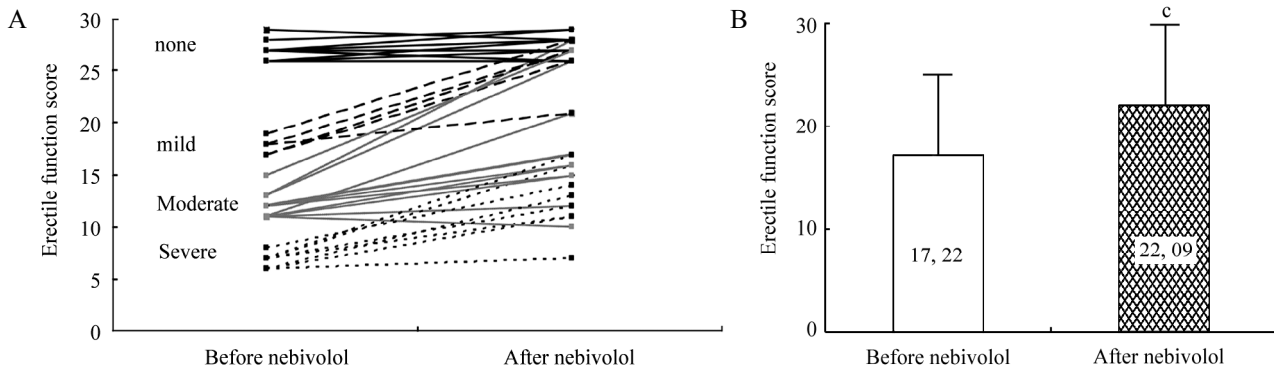 A
Erectile function score
30
25
20
15
10
5
0
none
mild
Moderate
Severe
Before nebivolol
After nebivolol
B
Erectile function score
30
20
10
0
c
17, 22
22, 09
Before nebivolol
After nebivolol